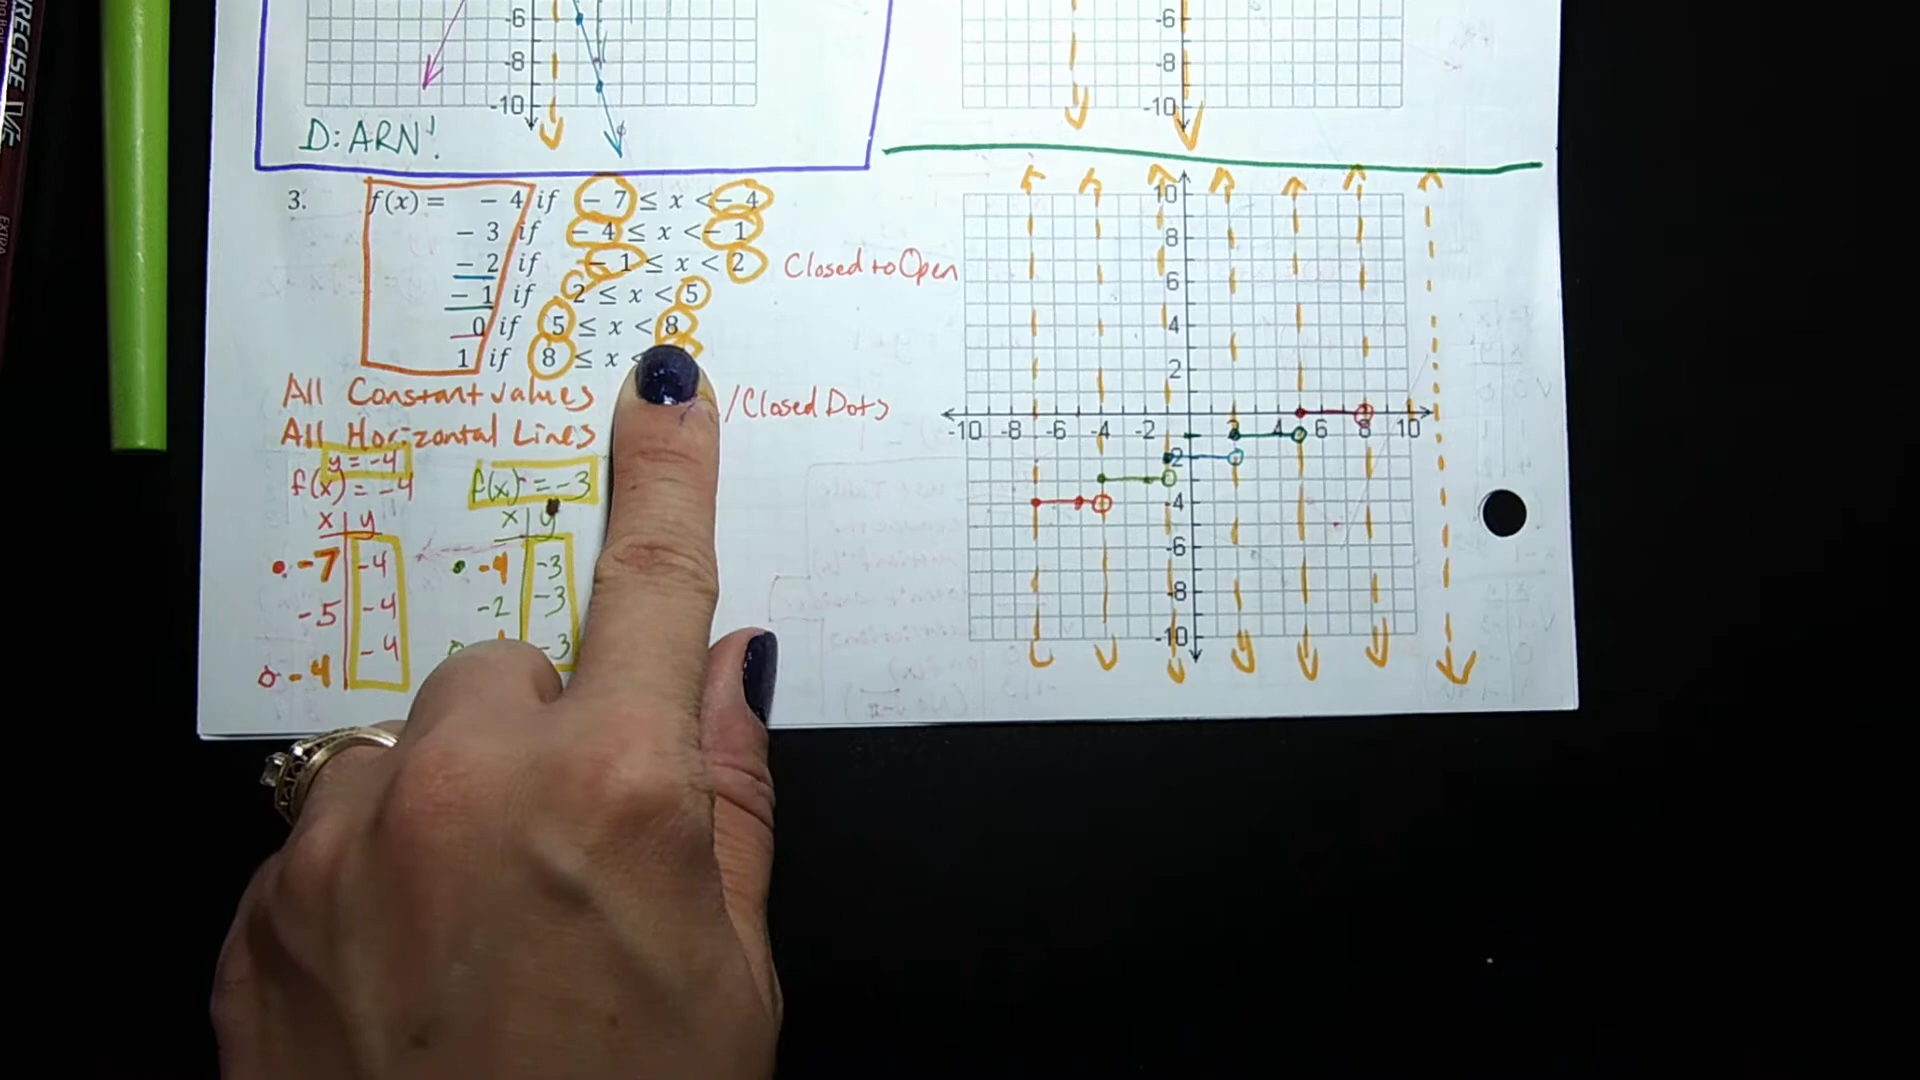 RECISE V5
EXTRA
-6
-8
-10
D: ARN!
-6
-8
-10
3. f(x) = - 4 if - 7 ≤ x < - 4
- 3 if - 4 ≤ x < - 1
- 2 if - 1 ≤ x < 2 Closed to Open
- 1 if 2 ≤ x < 5
0 if 5 ≤ x < 8
1 if 8 ≤ x <
All Constant values /Closed Dots
All Horizontal Lines
y = -4
f(x) = -4 f(x) = -3
x y x y
-7 -4 -4 -3
-5 -4 -2 -3
-4 -4 -3
10
8
6
4
2
-10 -8 -6 -4 -2 2 4 6 8 10
-2
-4
-6
-8
-10